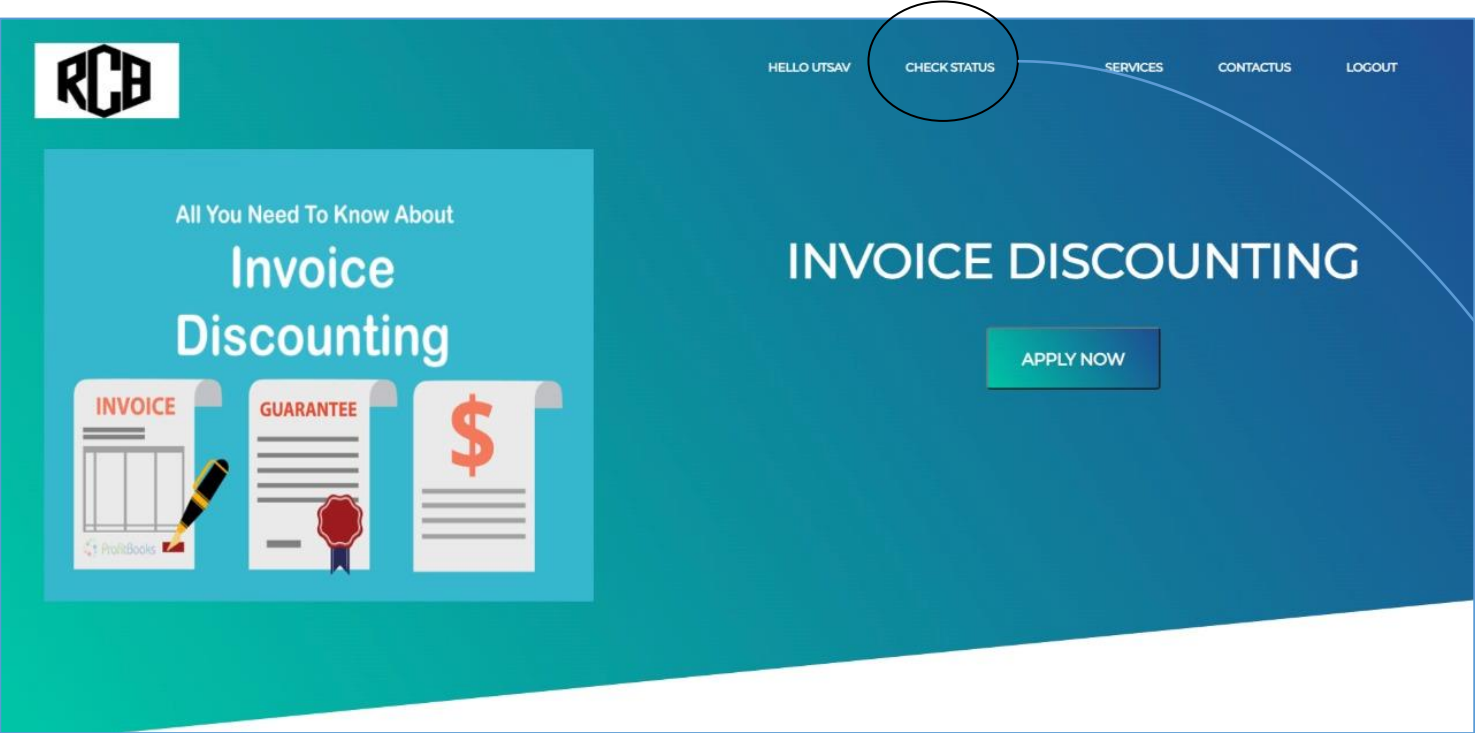 RCB
HELLO UTSAV
CHECK STATUS
SERVICES
CONTACTUS
LOGOUT
All You Need To Know About
Invoice
Discounting
INVOICE
GUARANTEE
$
ProfitBooks
INVOICE DISCOUNTING
APPLY NOW